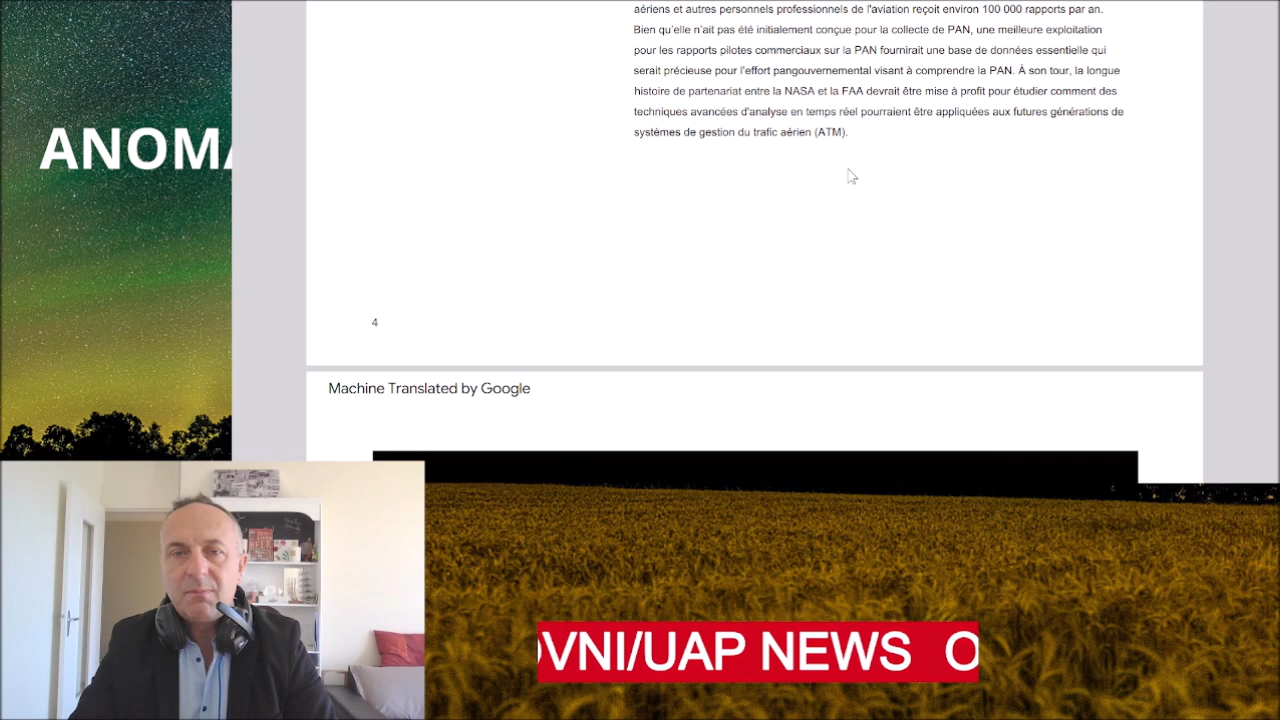 aériens et autres personnels professionnels de l'aviation reçoit environ 100 000 rapports par an.
Bien qu'elle n'ait pas été initialement conçue pour la collecte de PAN, une meilleure exploitation
pour les rapports pilotes commerciaux sur la PAN fournirait une base de données essentielle qui
serait précieuse pour l'effort pangouvernemental visant à comprendre la PAN. À son tour, la longue
histoire de partenariat entre la NASA et la FAA devrait être mise à profit pour étudier comment des
techniques avancées d'analyse en temps réel pourraient être appliquées aux futures générations de
systèmes de gestion du trafic aérien (ATM).
ANOMA
4
Machine Translated by Google
BEER
OVNI/UAP NEWS O